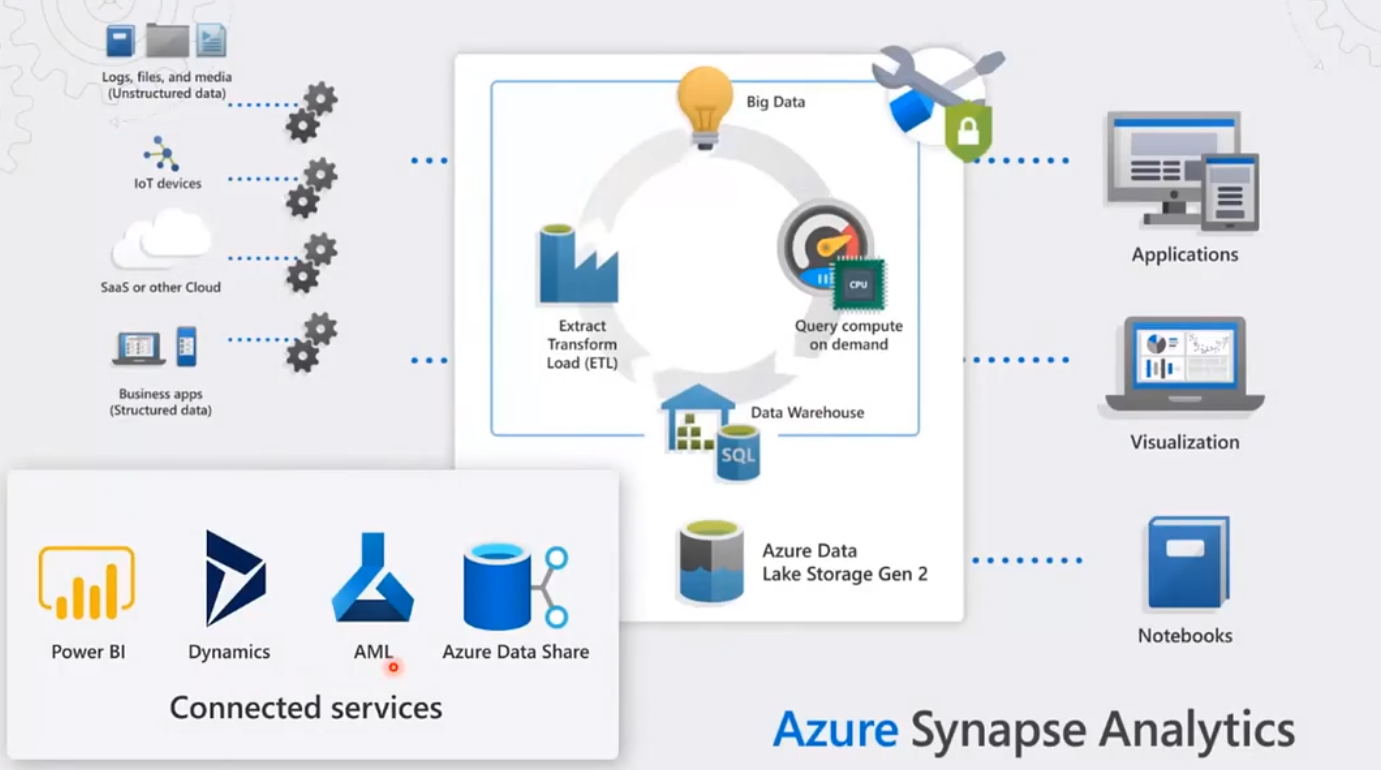 Logs, files, and media
(Unstructured data)
IoT devices
SaaS or other Cloud
Business apps
(Structured data)
Big Data
Extract
Transform
Load (ETL)
CPU
Query compute
on demand
Data Warehouse
SQL
Azure Data
Lake Storage Gen 2
Applications
Visualization
Notebooks
Power BI
Dynamics
AML
Azure Data Share
Connected services
Azure Synapse Analytics